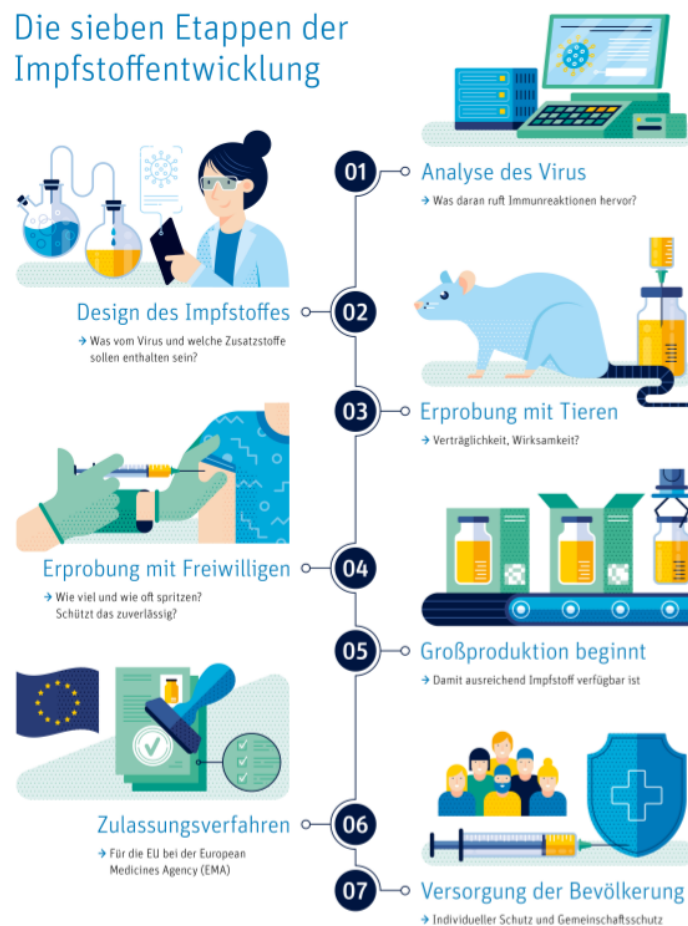 Die sieben Etappen der
Impfstoffentwicklung
01
Analyse des Virus
→ Was daran ruft Immunreaktionen hervor?
Design des Impfstoffes
02
→ Was vom Virus und welche Zusatzstoffe
sollen enthalten sein?
03
Erprobung mit Tieren
→ Verträglichkeit, Wirksamkeit?
Erprobung mit Freiwilligen
04
→ Wie viel und wie oft spritzen?
Schützt das zuverlässig?
05
Großproduktion beginnt
→ Damit ausreichend Impfstoff verfügbar ist
Zulassungsverfahren
06
→ Für die EU bei der European
Medicines Agency (EMA)
07
Versorgung der Bevölkerung
→ Individueller Schutz und Gemeinschaftsschutz